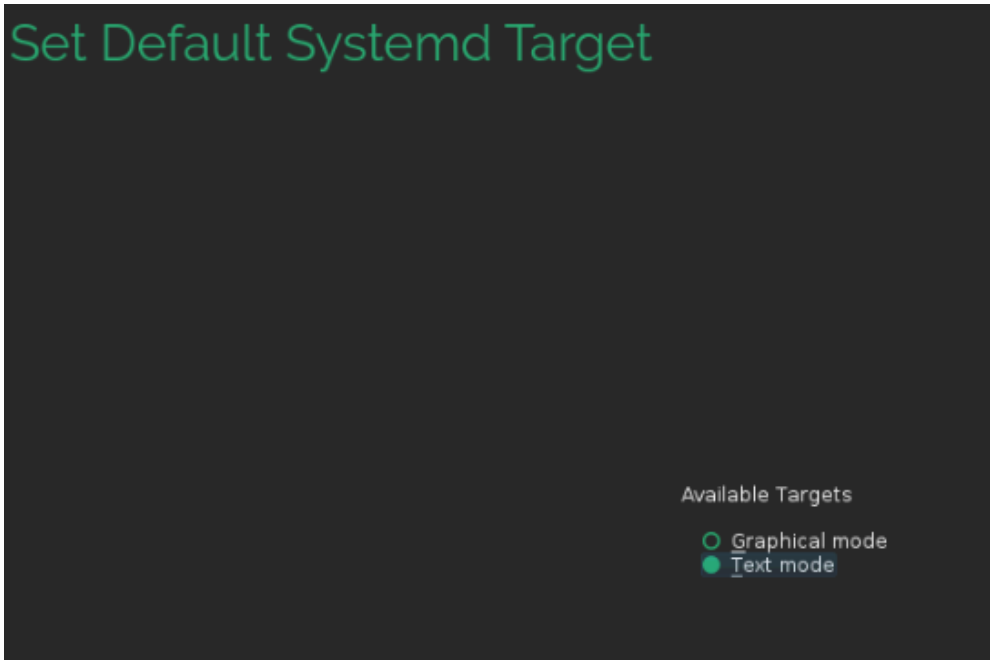 Set Default Systemd Target
Available Targets
Graphical mode
Text mode